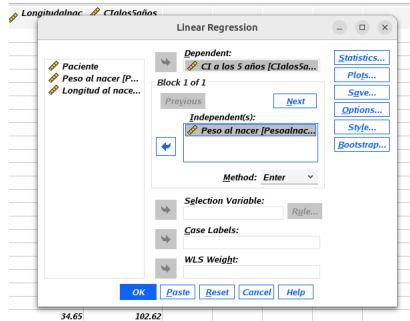 Longitudalnac CIalos5años
Linear Regression
Paciente
Peso al nacer [P...
Longitud al nace...
Dependent:
CI a los 5 años [CIalos5a...
Block 1 of 1
Previous Next
Independent(s):
Peso al nacer [Pesoalnac...
Method: Enter
Selection Variable:
Rule...
Case Labels:
WLS Weight:
Statistics...
Plots...
Save...
Options...
Style...
Bootstrap...
OK Paste Reset Cancel Help
34.65 102.62